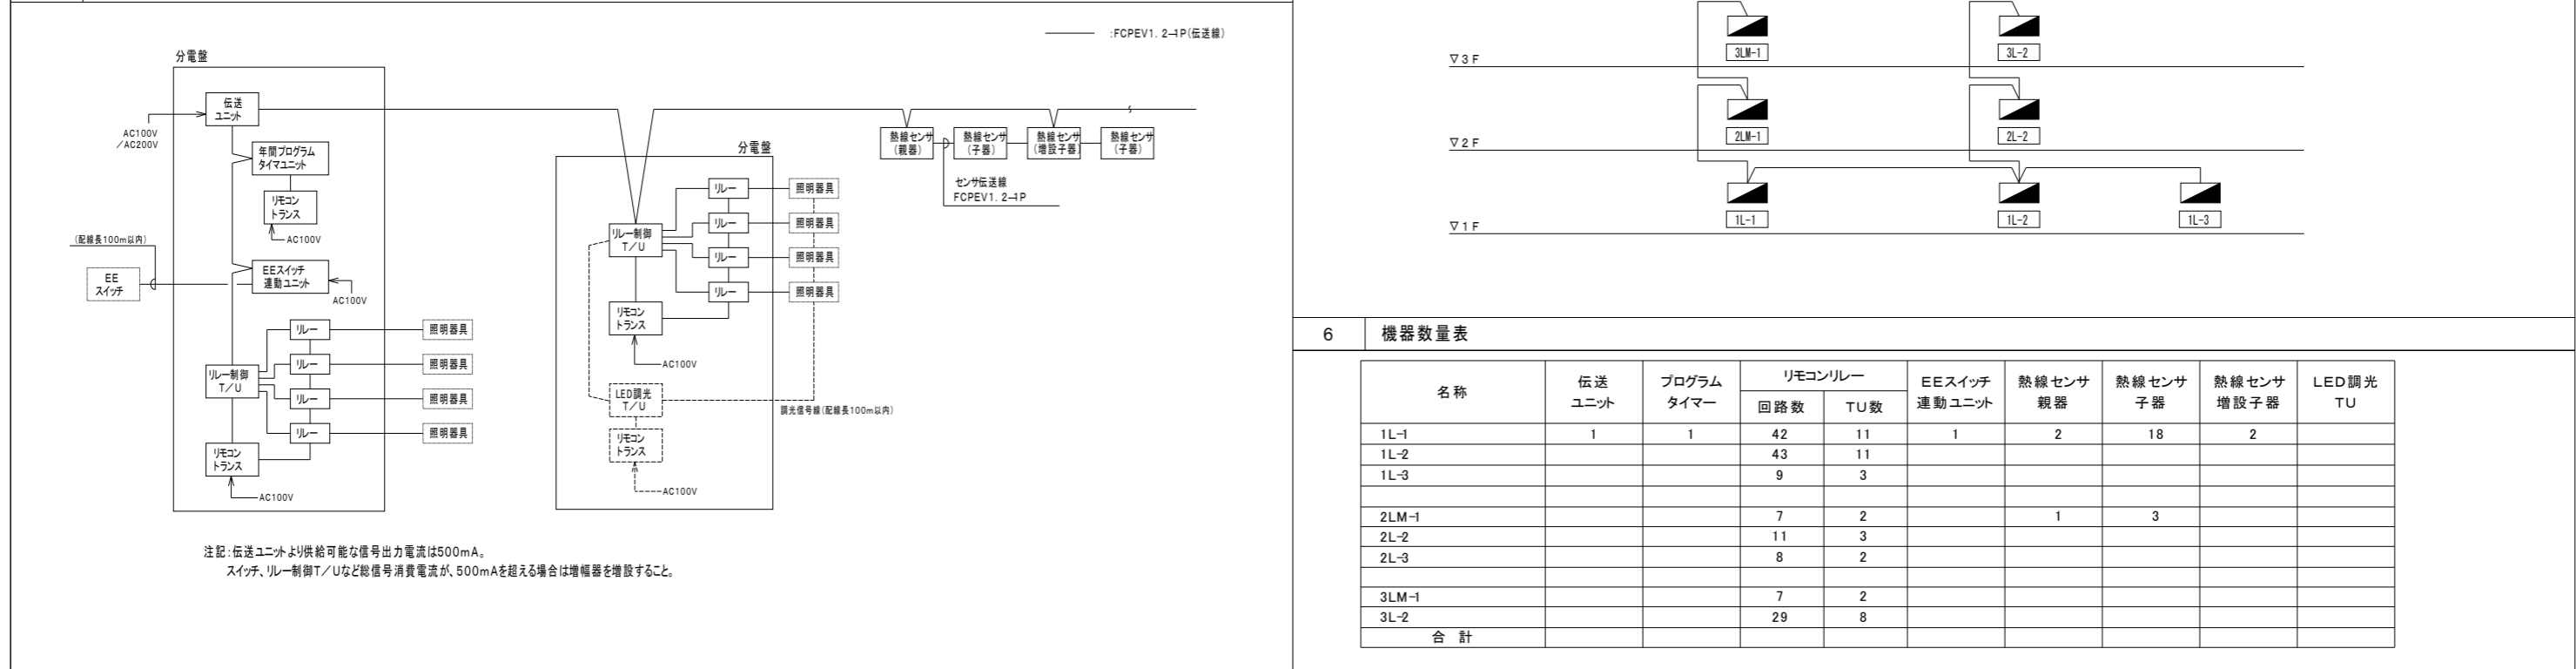 :FCPEV1.2-1P(伝送線)
分電盤
伝送
ユニット
AC100V
/AC200V
年間プログラム
タイマユニット
リモコン
トランス
AC100V
(配線長100m以内)
EE
スイッチ
EEスイッチ
連動ユニット
AC100V
リレー
照明器具
リレー
照明器具
リレー制御
T/U
リレー
照明器具
リレー
照明器具
リモコン
トランス
AC100V
分電盤
リレー
照明器具
リレー
照明器具
リレー制御
T/U
リレー
照明器具
リレー
照明器具
リモコン
トランス
AC100V
LED調光
T/U
調光信号線(配線長100m以内)
リモコン
トランス
AC100V
熱線センサ
(親器)
熱線センサ
(子器)
熱線センサ
(増設子器)
熱線センサ
(子器)
センサ伝送線
FCPEV1.2-1P
注記:伝送ユニットより供給可能な信号出力電流は500mA。
スイッチ、リレー制御T/Uなど総信号消費電流が、500mAを超える場合は増幅器を増設すること。
3LM-1 3L-2
▽3F
2LM-1 2L-2
▽2F
1L-1 1L-2 1L-3
▽1F
6 機器数量表
名称 伝送 プログラム リモコンリレー EEスイッチ 熱線センサ 熱線センサ 熱線センサ LED調光
ユニット タイマー 回路数 TU数 連動ユニット 親器 子器 増設子器 TU
1L-1 1 1 42 11 1 2 18 2
1L-2 43 11
1L-3 9 3
2LM-1 7 2 1 3
2L-2 11 3
2L-3 8 2
3LM-1 7 2
3L-2 29 8
合計